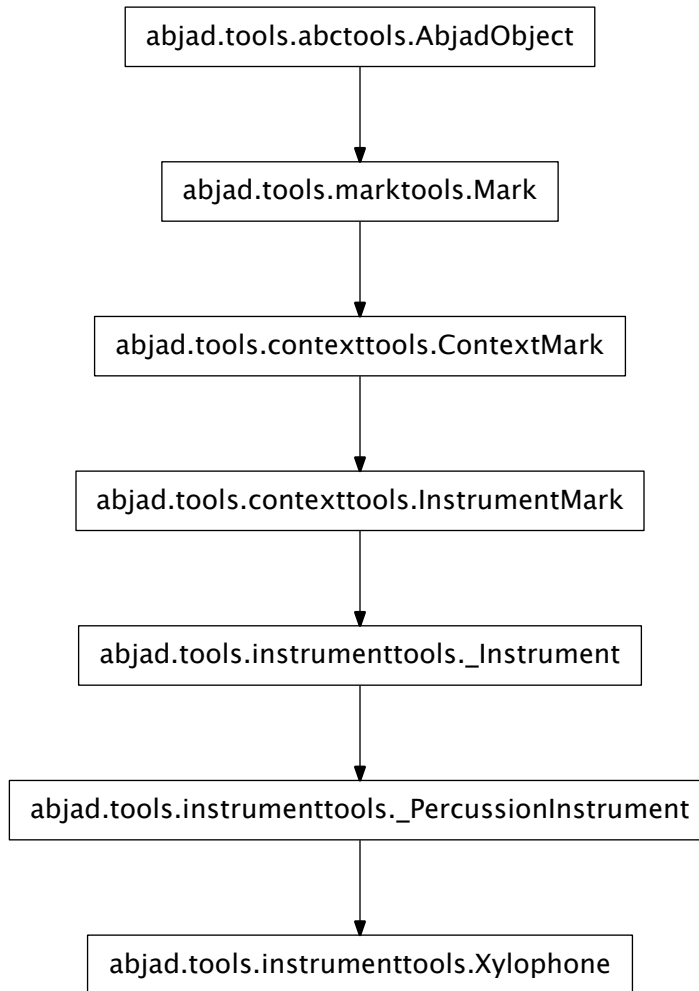 abjad.tools.abctools.AbjadObject
abjad.tools.marktools.Mark
abjad.tools.contexttools.ContextMark
abjad.tools.contexttools.InstrumentMark
abjad.tools.instrumenttools._Instrument
abjad.tools.instrumenttools._PercussionInstrument
abjad.tools.instrumenttools.Xylophone